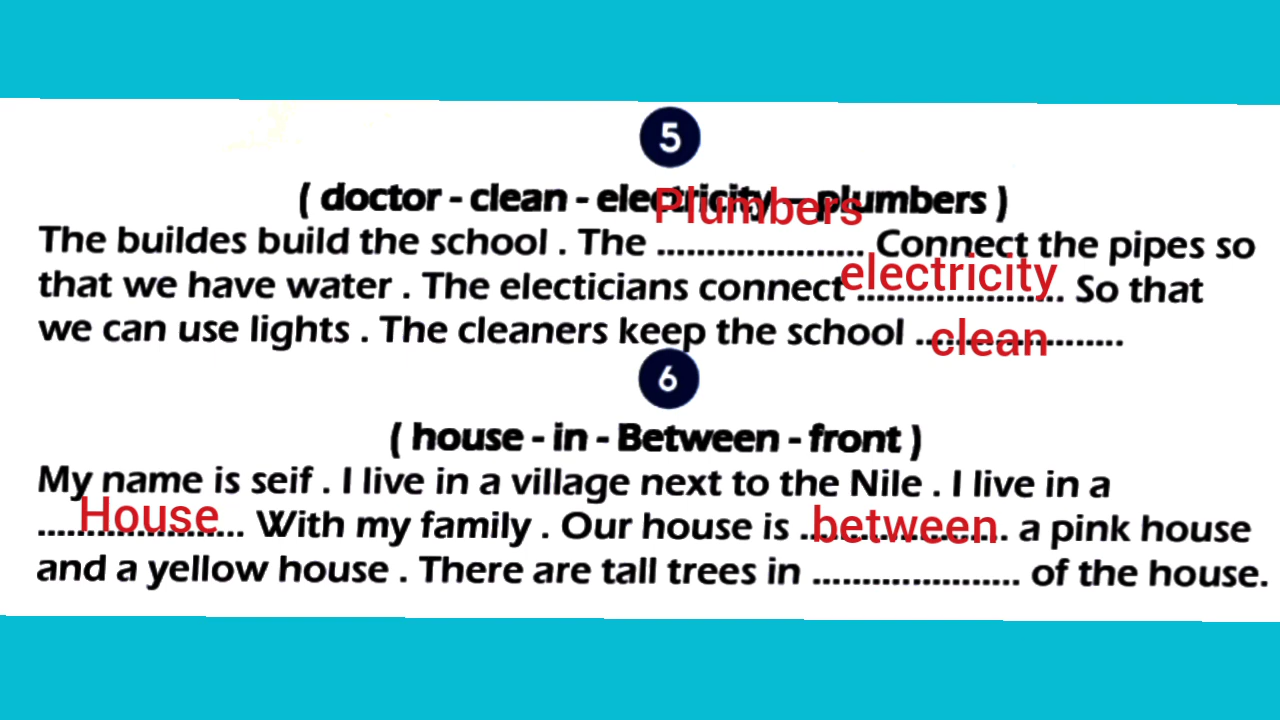 5
( doctor - clean - electricity - plumbers )
Plumbers
The buildes build the school . The ..................... Connect the pipes so
electricity
that we have water . The electicians connect ..................... So that
we can use lights . The cleaners keep the school ..................... clean
6
( house - in - Between - front )
My name is seif . I live in a village next to the Nile . I live in a
..................... House With my family . Our house is ..................... between a pink house
and a yellow house . There are tall trees in ..................... of the house.